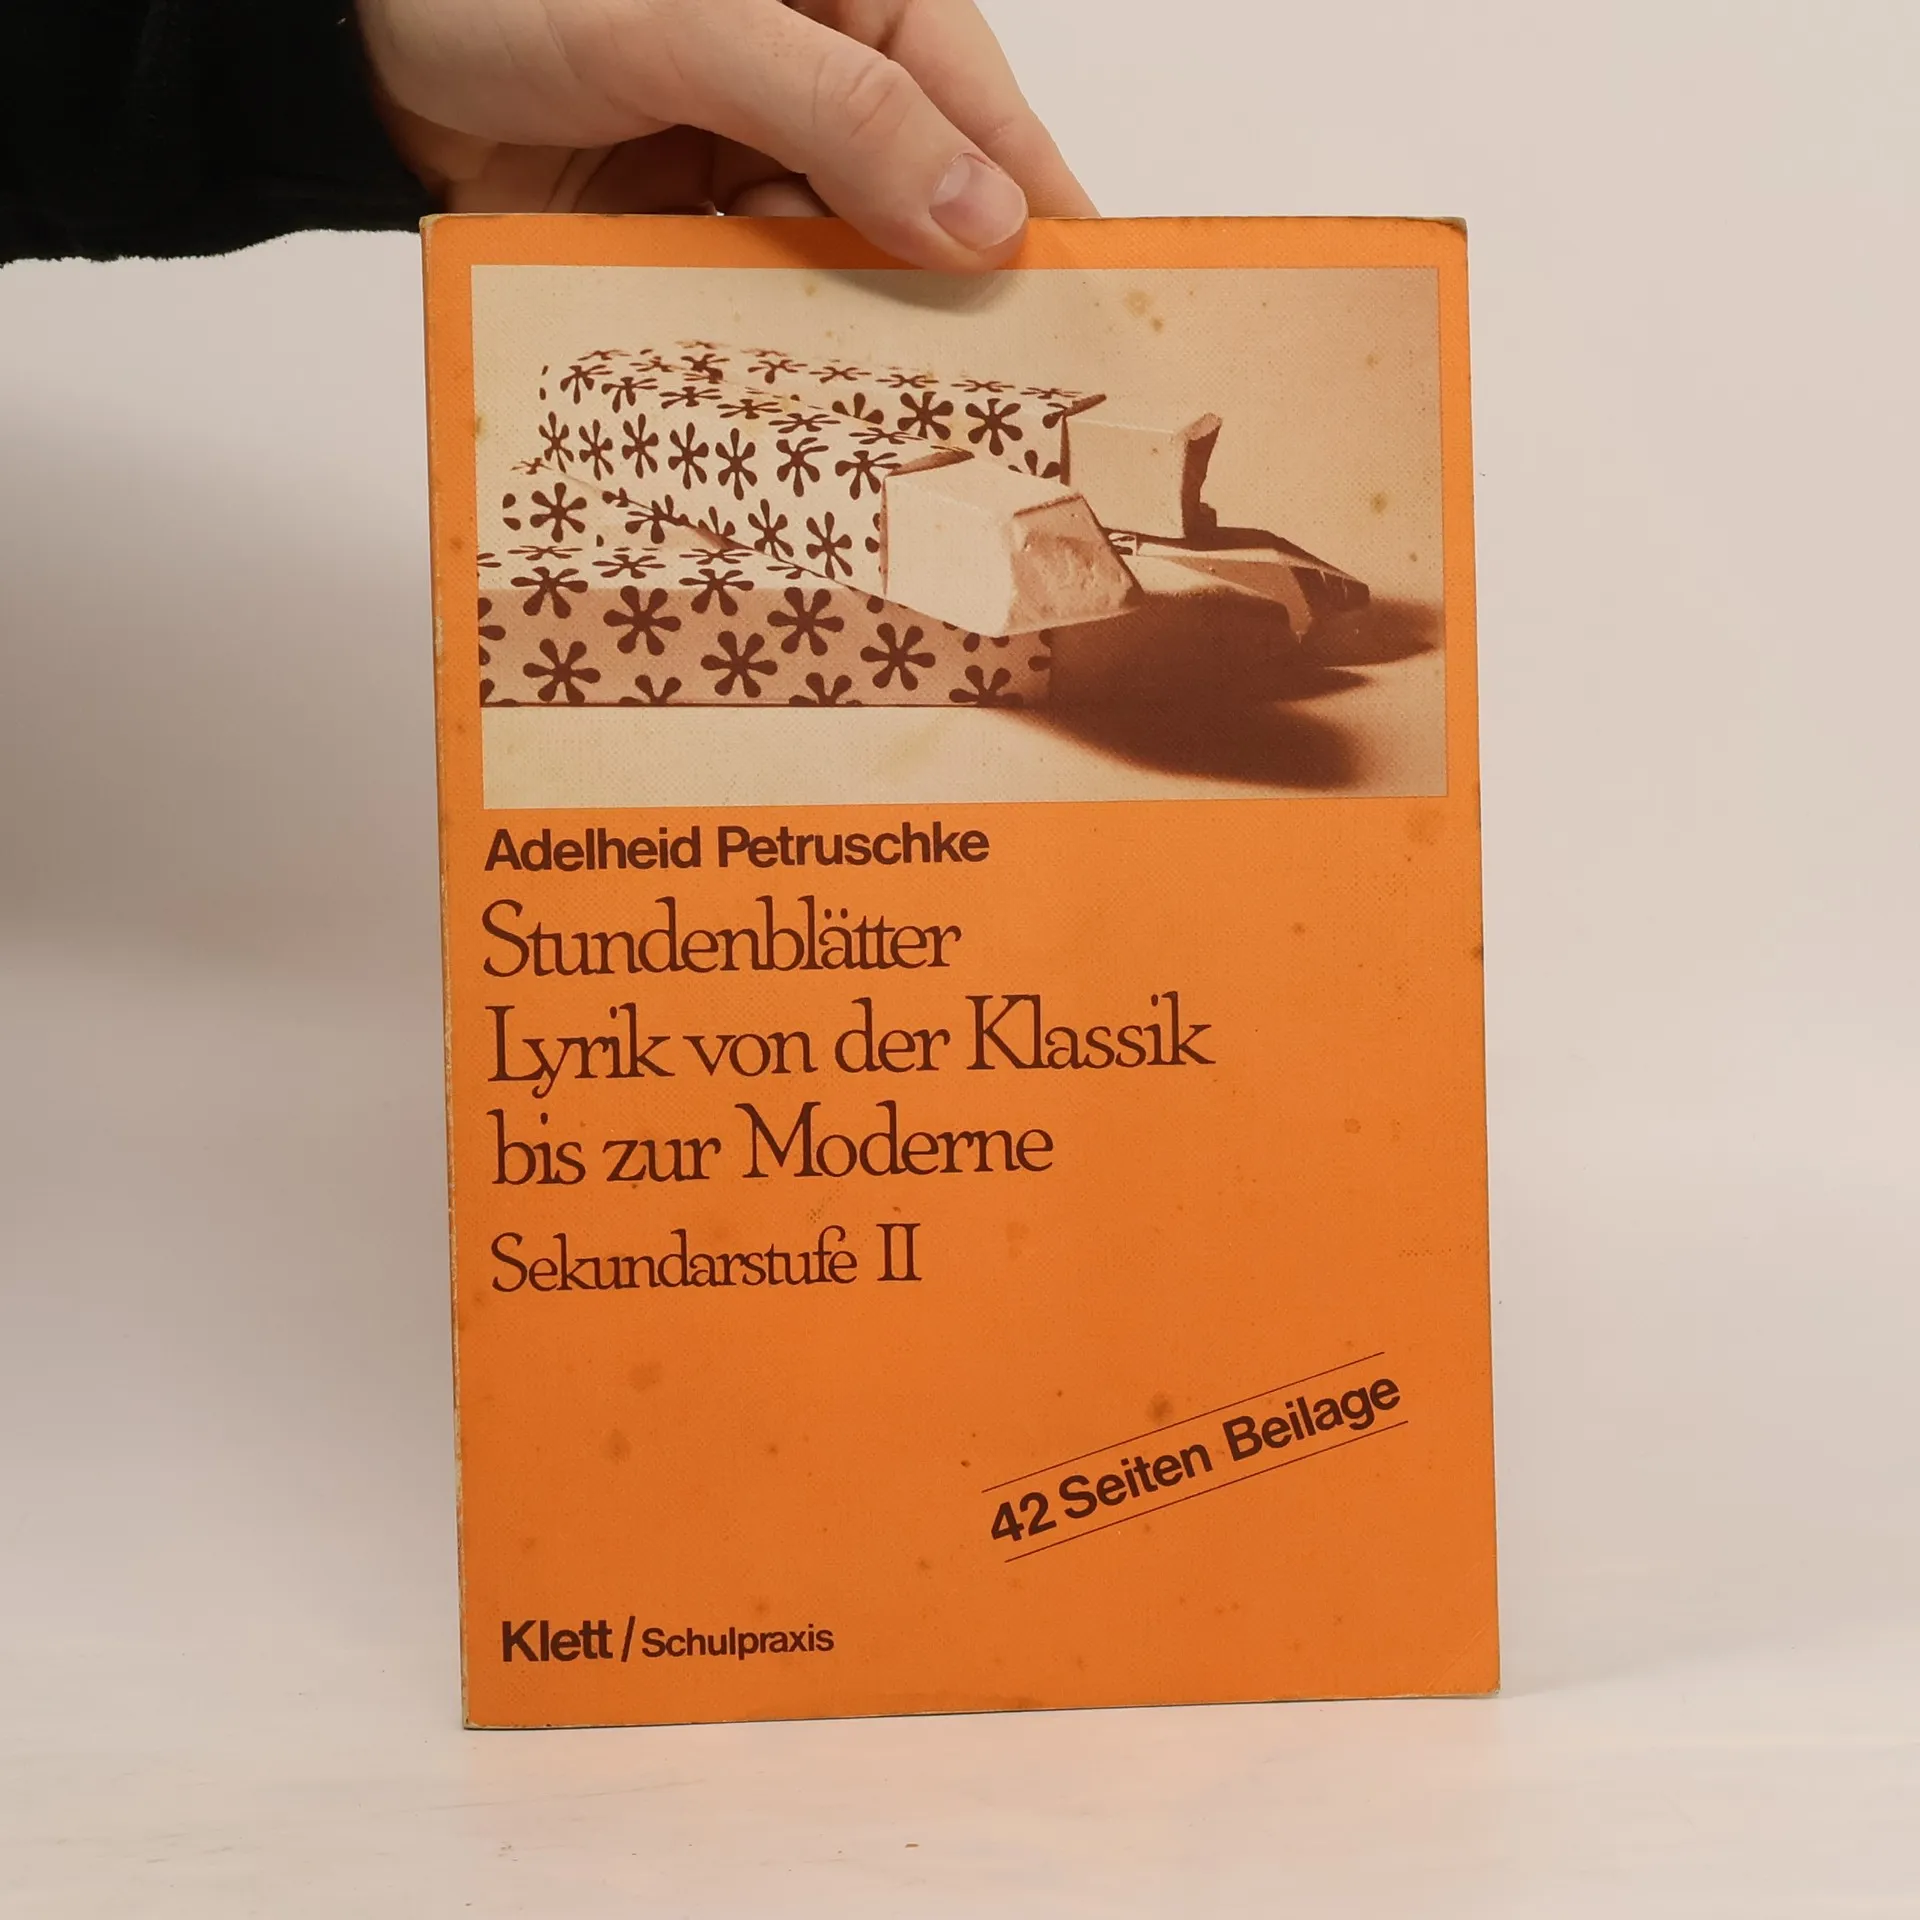 Adelheid Petruschke
Stundenblätter
Lyrik von der Klassik
bis zur Moderne
Sekundarstufe II
42 Seiten Beilage
Klett / Schulpraxis